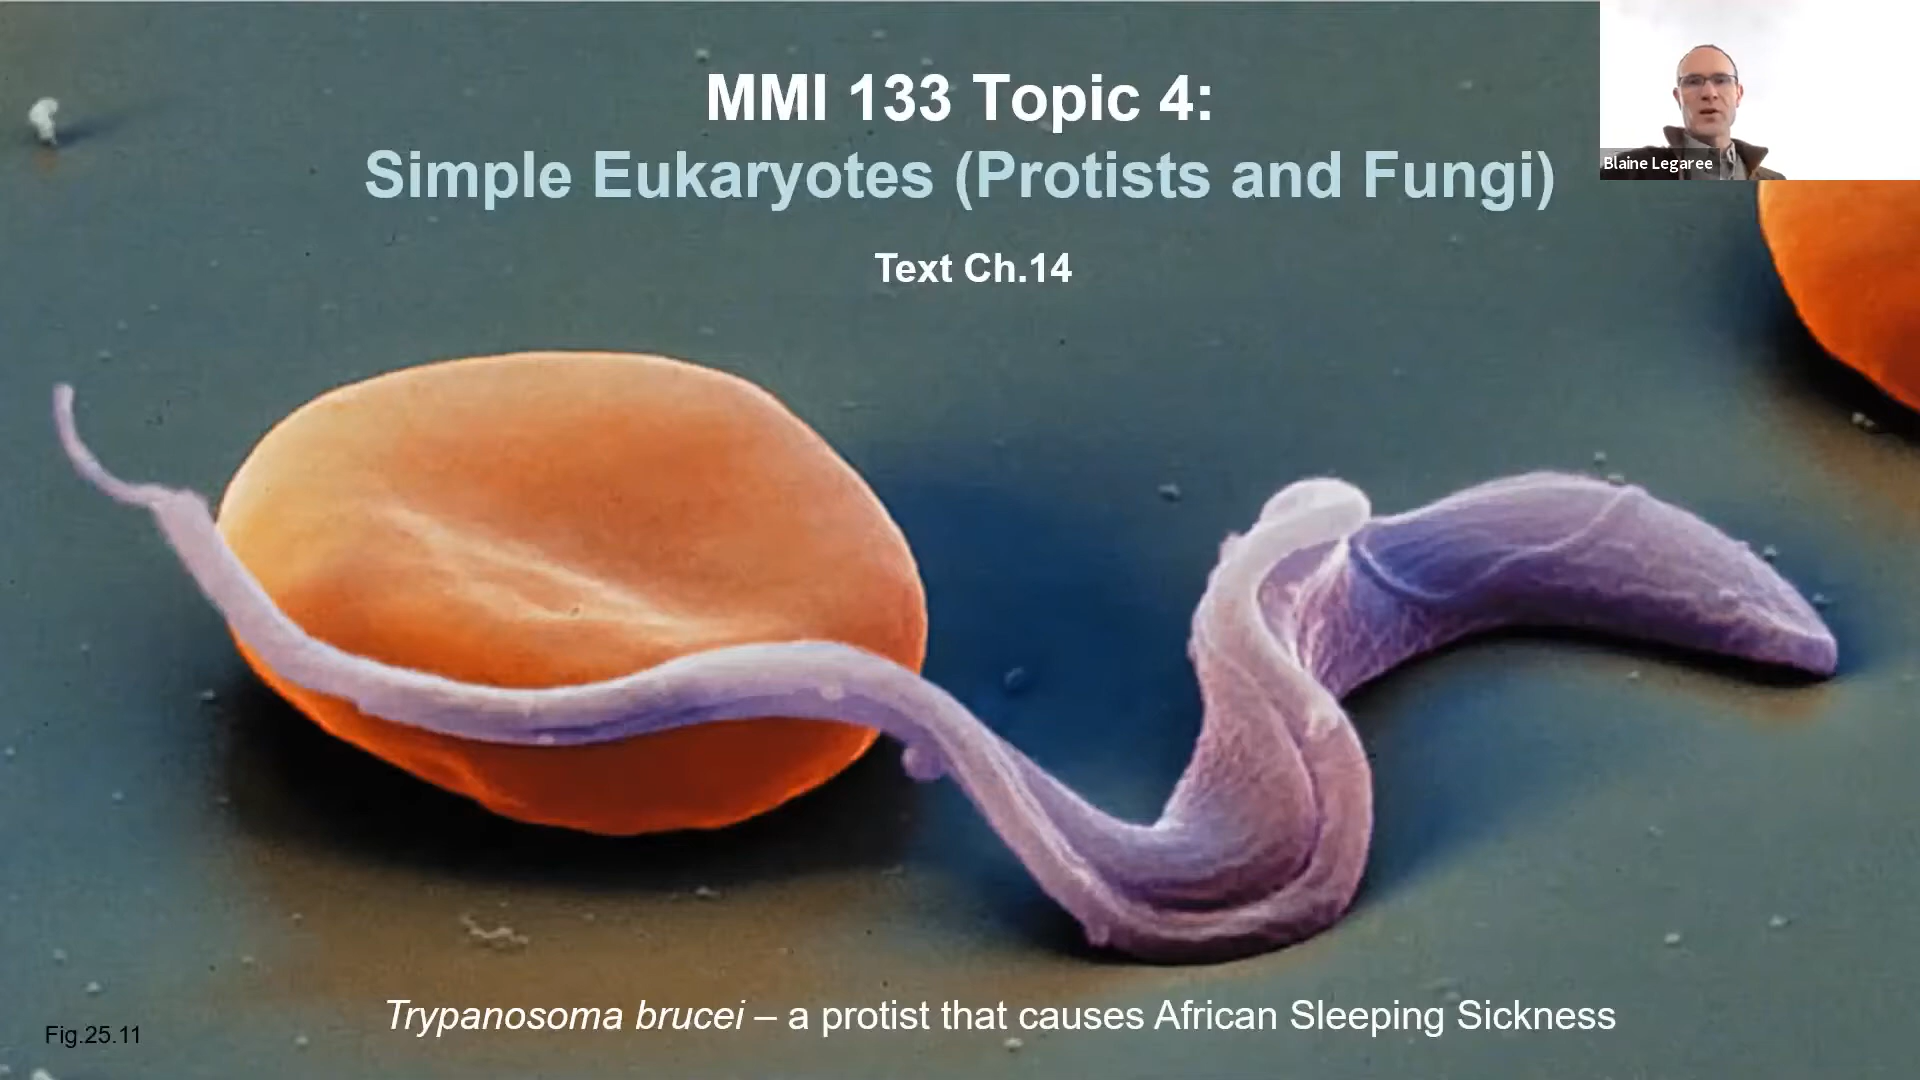 MMI 133 Topic 4:
Simple Eukaryotes (Protists and Fungi)
Blaine Legaree
Text Ch.14
Trypanosoma brucei – a protist that causes African Sleeping Sickness
Fig.25.11